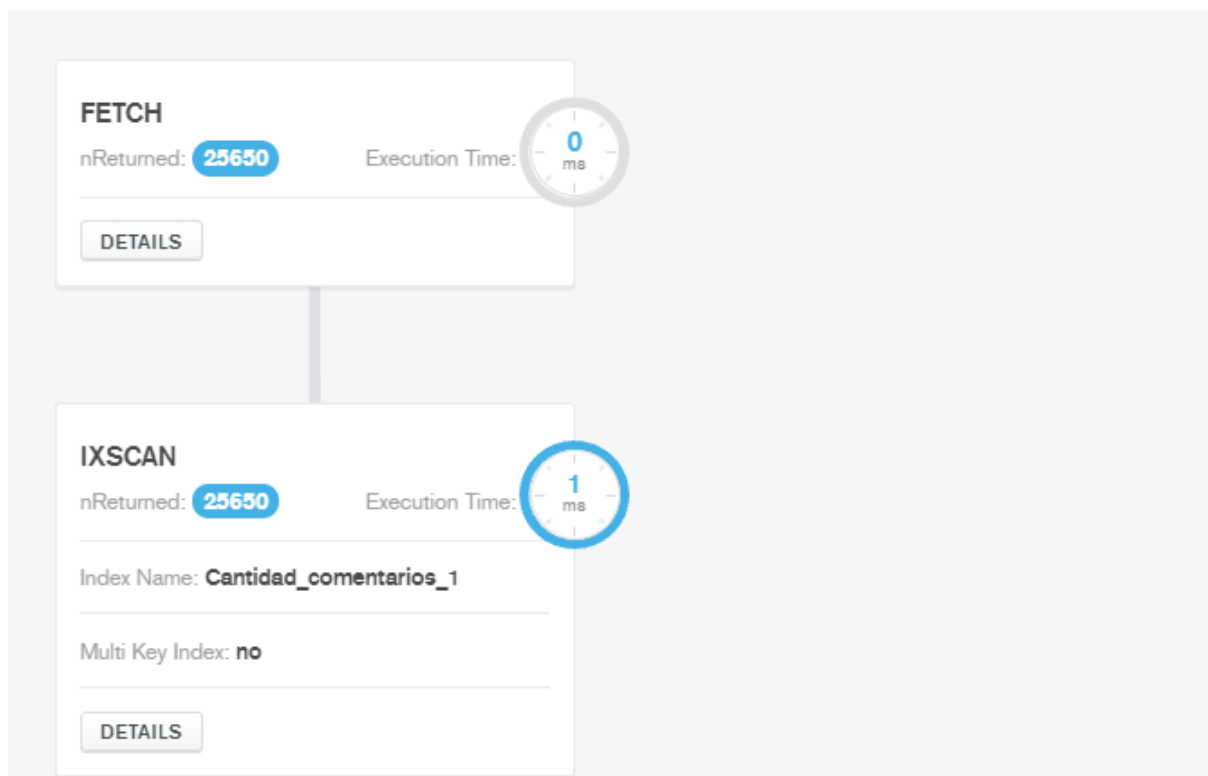 FETCH
nReturned: 25650 Execution Time: 0 ms
DETAILS
IXSCAN
nReturned: 25650 Execution Time: 1 ms
Index Name: Cantidad_comentarios_1
Multi Key Index: no
DETAILS